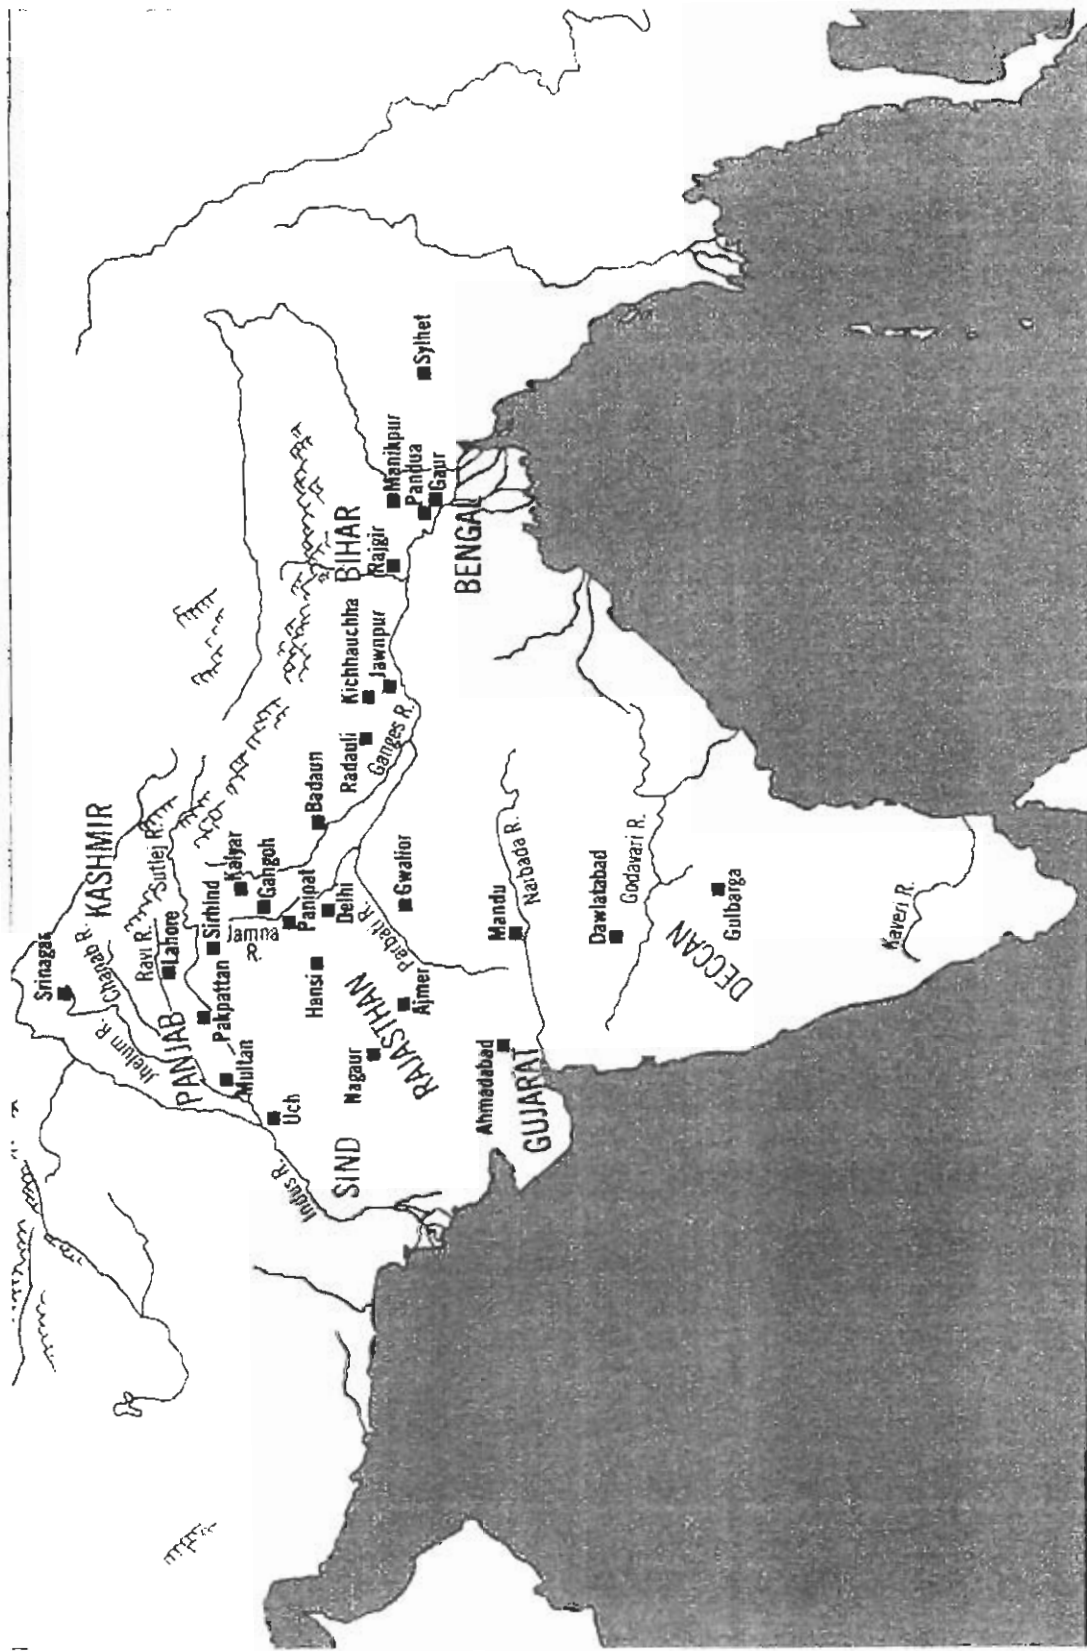 KASHMIR
Srinagar
Chanab R.
Jhelum R.
Ravi R.
Sutlej R.
Lahore
PANJAB
Pakpattan
Sirhind
Kalyar
Gangoh
Jamna
R.
Multan
Uch
Panipat
Delhi
Hansi
Badaun
Radauli
Kichhauchha
Jawnpur
Ganges R.
BIHAR
Rajgir
Manikpur
Pandua
Gaur
Sylhet
BENGAL
Indus R.
SIND
Nagaur
RAJASTHAN
Ajmer
Parbati R.
Gwalior
Ahmadabad
GUJARAT
Mandu
Narbada R.
Dawlatabad
Godavari R.
DECCAN
Gulbarga
Kaveri R.